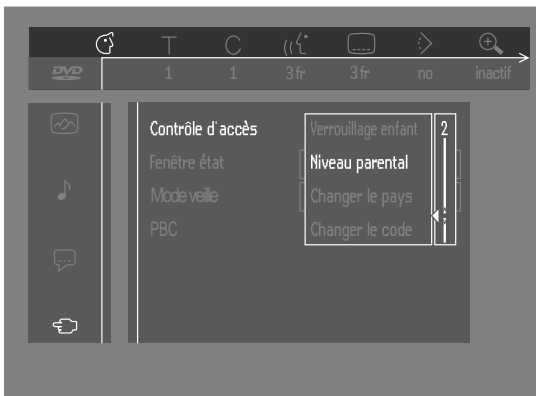 T C
DVD 1 1 3 fr 3 fr no inactif
Contrôle d'accès Verrouillage enfant 2
Fenêtre état Niveau parental
Mode veille Changer le pays
PBC Changer le code